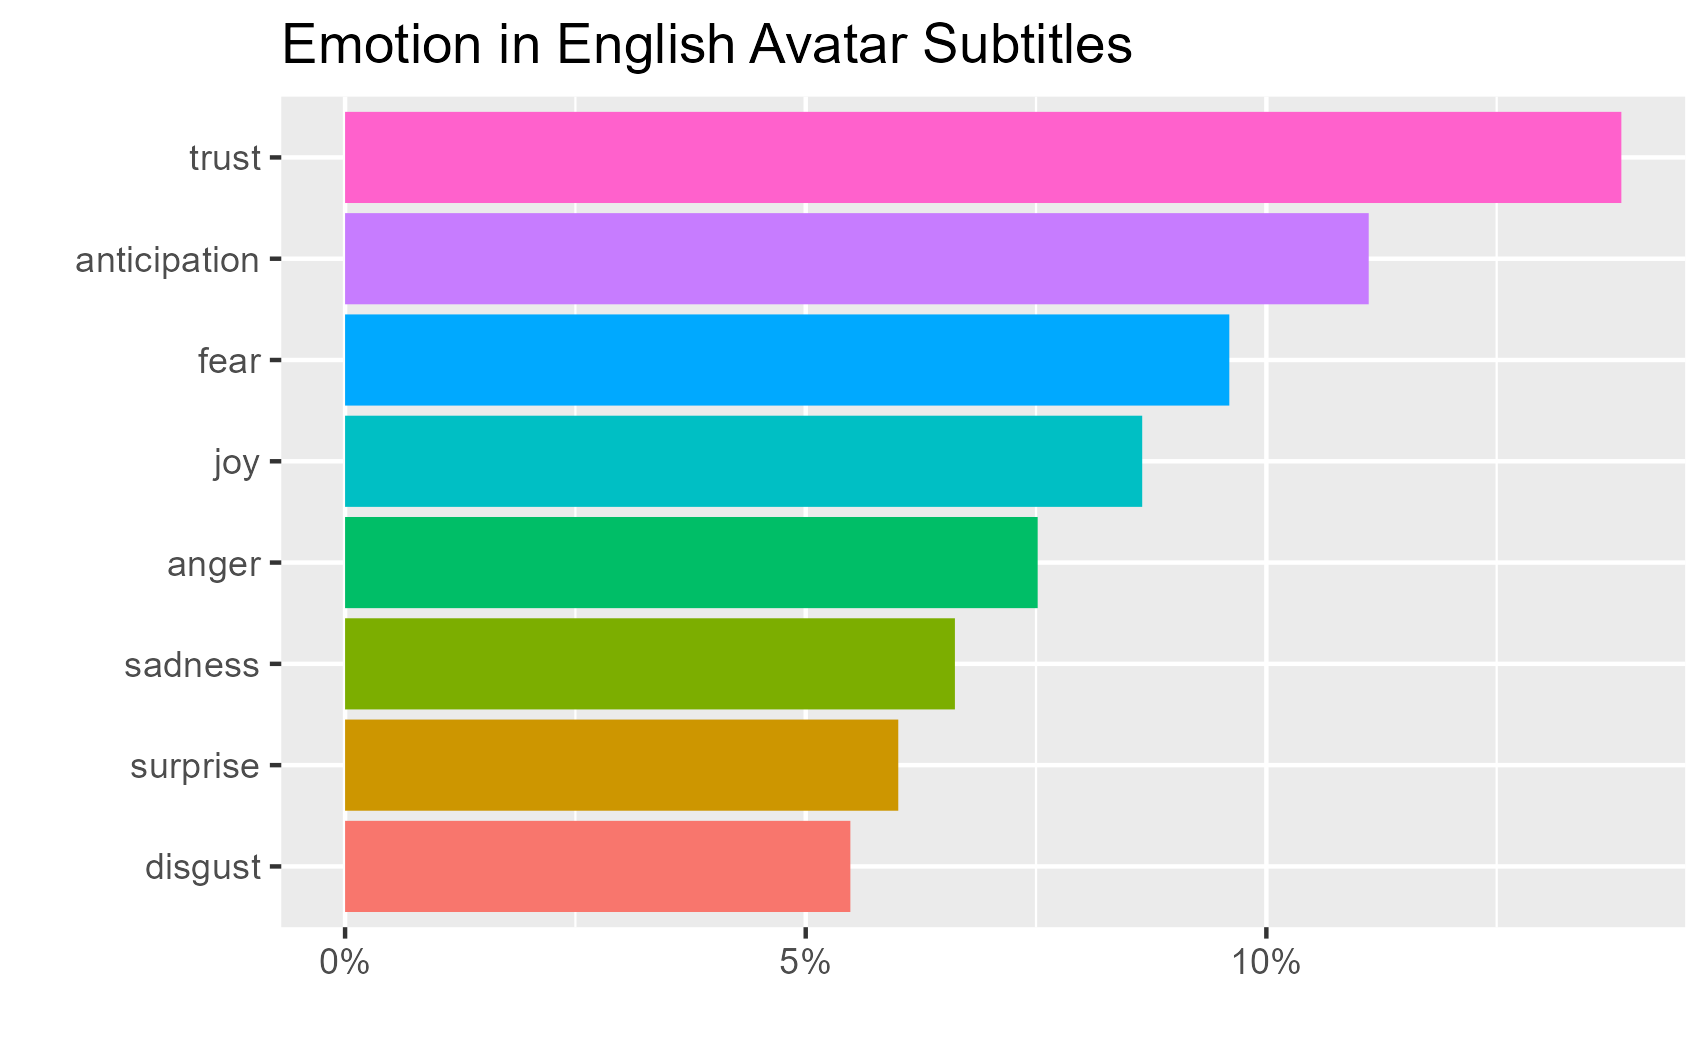 Emotion in English Avatar Subtitles
trust
anticipation
fear
joy
anger
sadness
surprise
disgust
0% 5% 10%